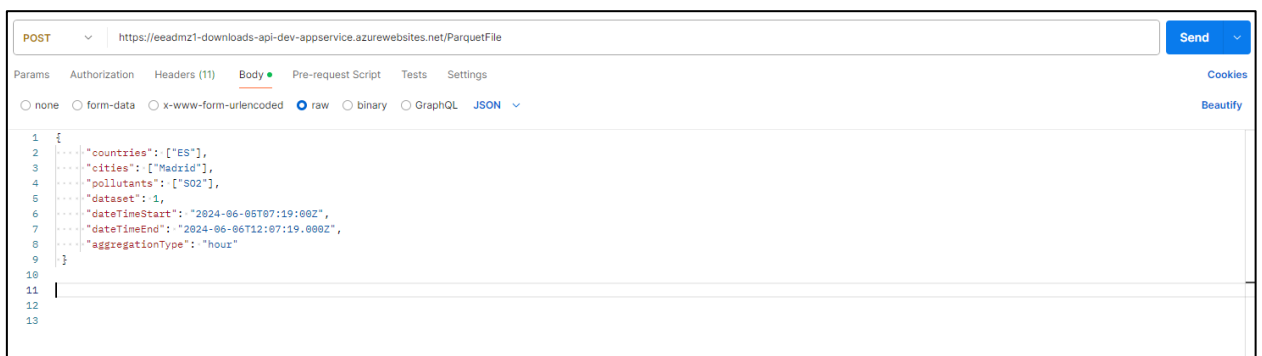 POST https://eeadmz1-downloads-api-dev-appservice.azurewebsites.net/ParquetFile Send
Params Authorization Headers (11) Body Pre-request Script Tests Settings Cookies
none form-data x-www-form-urlencoded raw binary GraphQL JSON Beautify
1 {
2 "countries": ["ES"],
3 "cities": ["Madrid"],
4 "pollutants": ["SO2"],
5 "dataset": 1,
6 "dateTimeStart": "2024-06-05T07:19:00Z",
7 "dateTimeEnd": "2024-06-06T12:07:19.000Z",
8 "aggregationType": "hour"
9 }
10
11
12
13